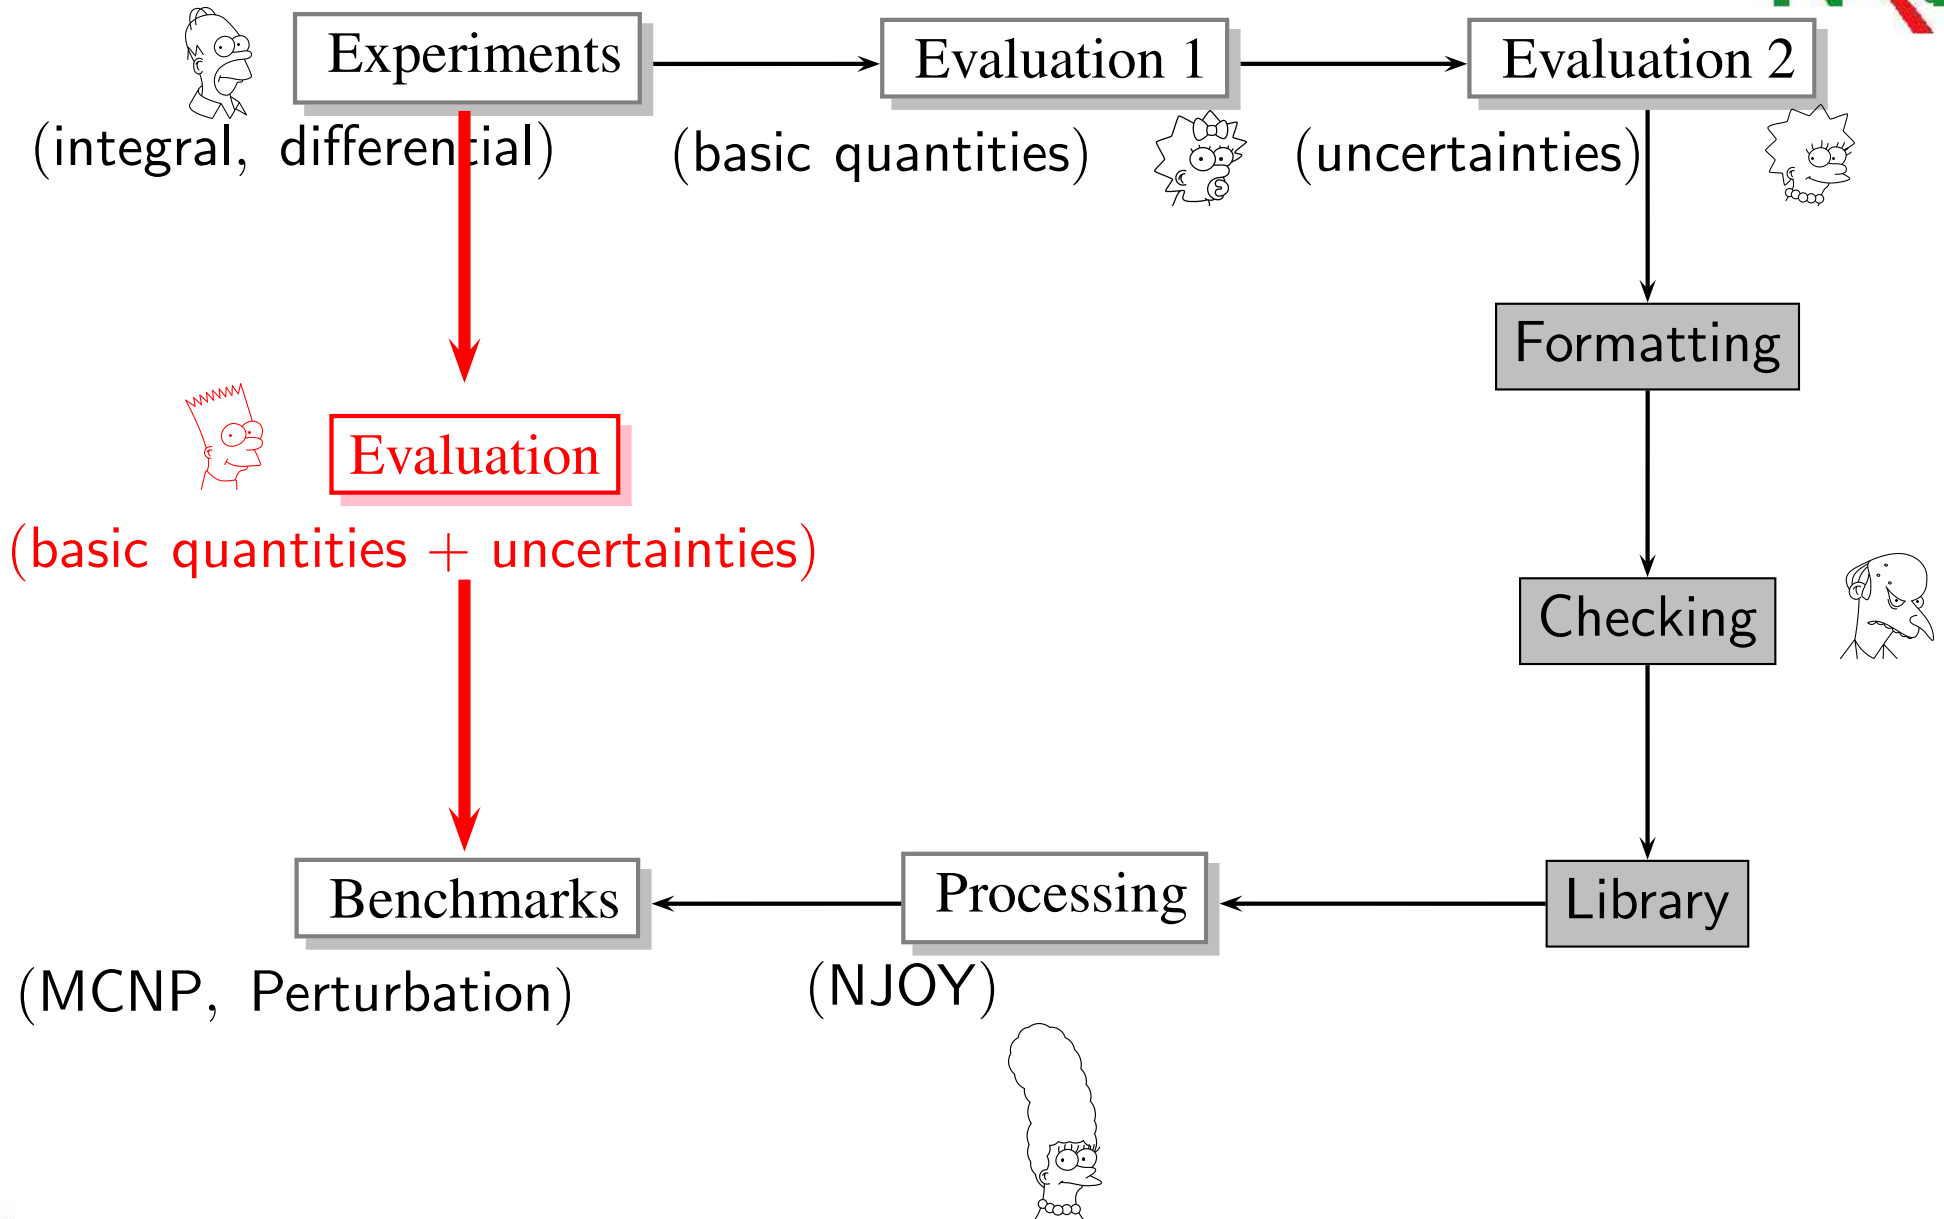 Experiments
Evaluation 1
Evaluation 2
(integral, differential)
(basic quantities)
(uncertainties)
Formatting
Evaluation
(basic quantities + uncertainties)
Checking
Benchmarks
Processing
Library
(MCNP, Perturbation)
(NJOY)